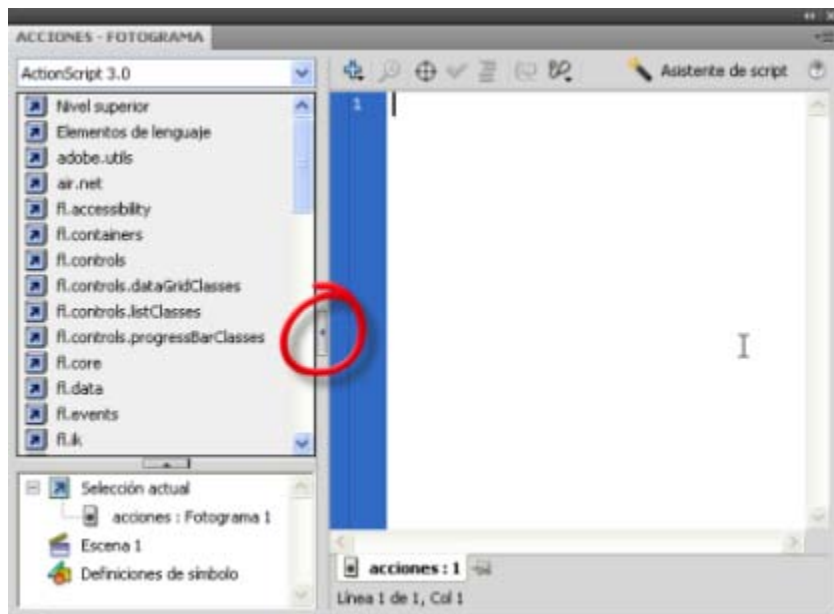 ACCIONES - FOTOGRAMA
ActionScript 3.0
Asistente de script
Nivel superior
Elementos de lenguaje
adobe.utils
air.net
fl.accessibility
fl.containers
fl.controls
fl.controls.dataGridClasses
fl.controls.listClasses
fl.controls.progressBarClasses
fl.core
fl.data
fl.events
fl.ik
1
Selección actual
acciones : Fotograma 1
Escena 1
Definiciones de símbolo
acciones : 1
Línea 1 de 1, Col 1